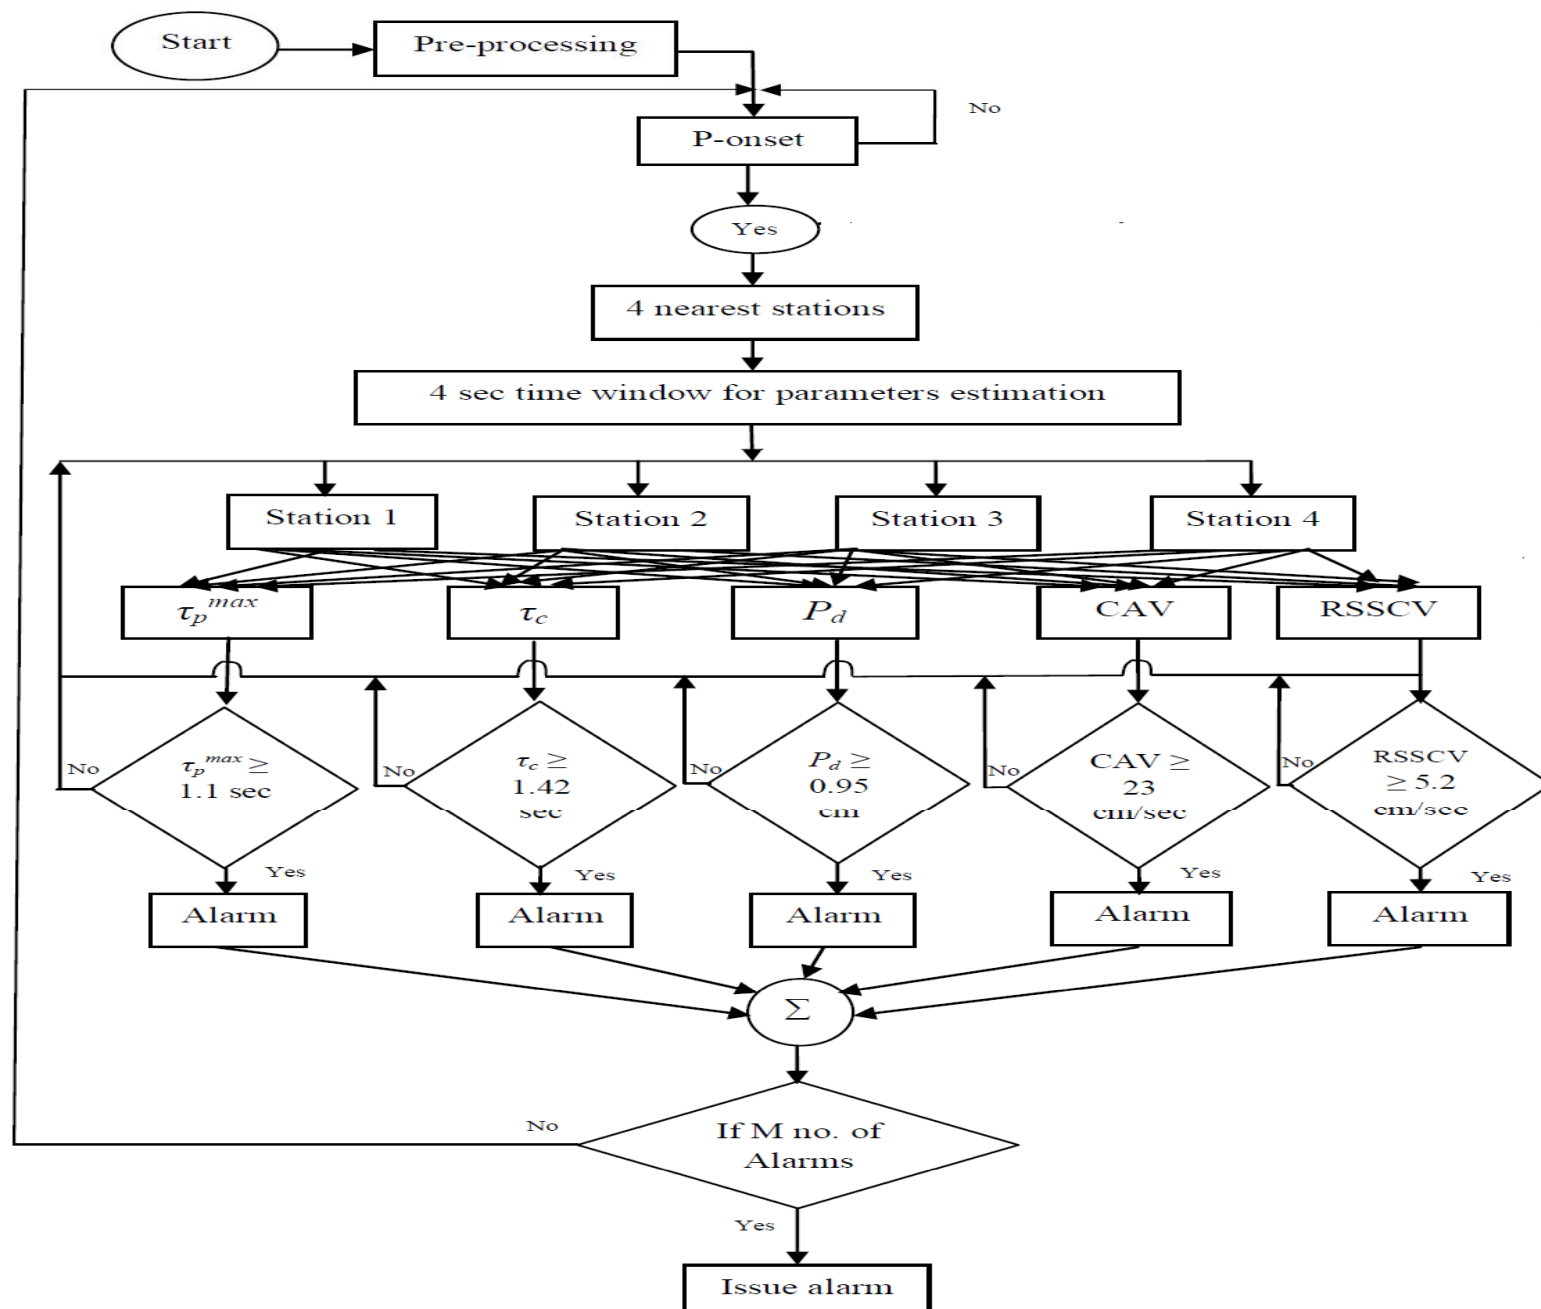 Start
Pre-processing
No
P-onset
Yes
4 nearest stations
4 sec time window for parameters estimation
Station 1
Station 2
Station 3
Station 4
τp^max
τc
Pd
CAV
RSSCV
No
τp^max ≥
1.1 sec
No
τc ≥
1.42
sec
No
Pd ≥
0.95
cm
No
CAV ≥
23
cm/sec
No
RSSCV
≥ 5.2
cm/sec
Yes
Yes
Yes
Yes
Yes
Alarm
Alarm
Alarm
Alarm
Alarm
Σ
No
If M no. of
Alarms
Yes
Issue alarm